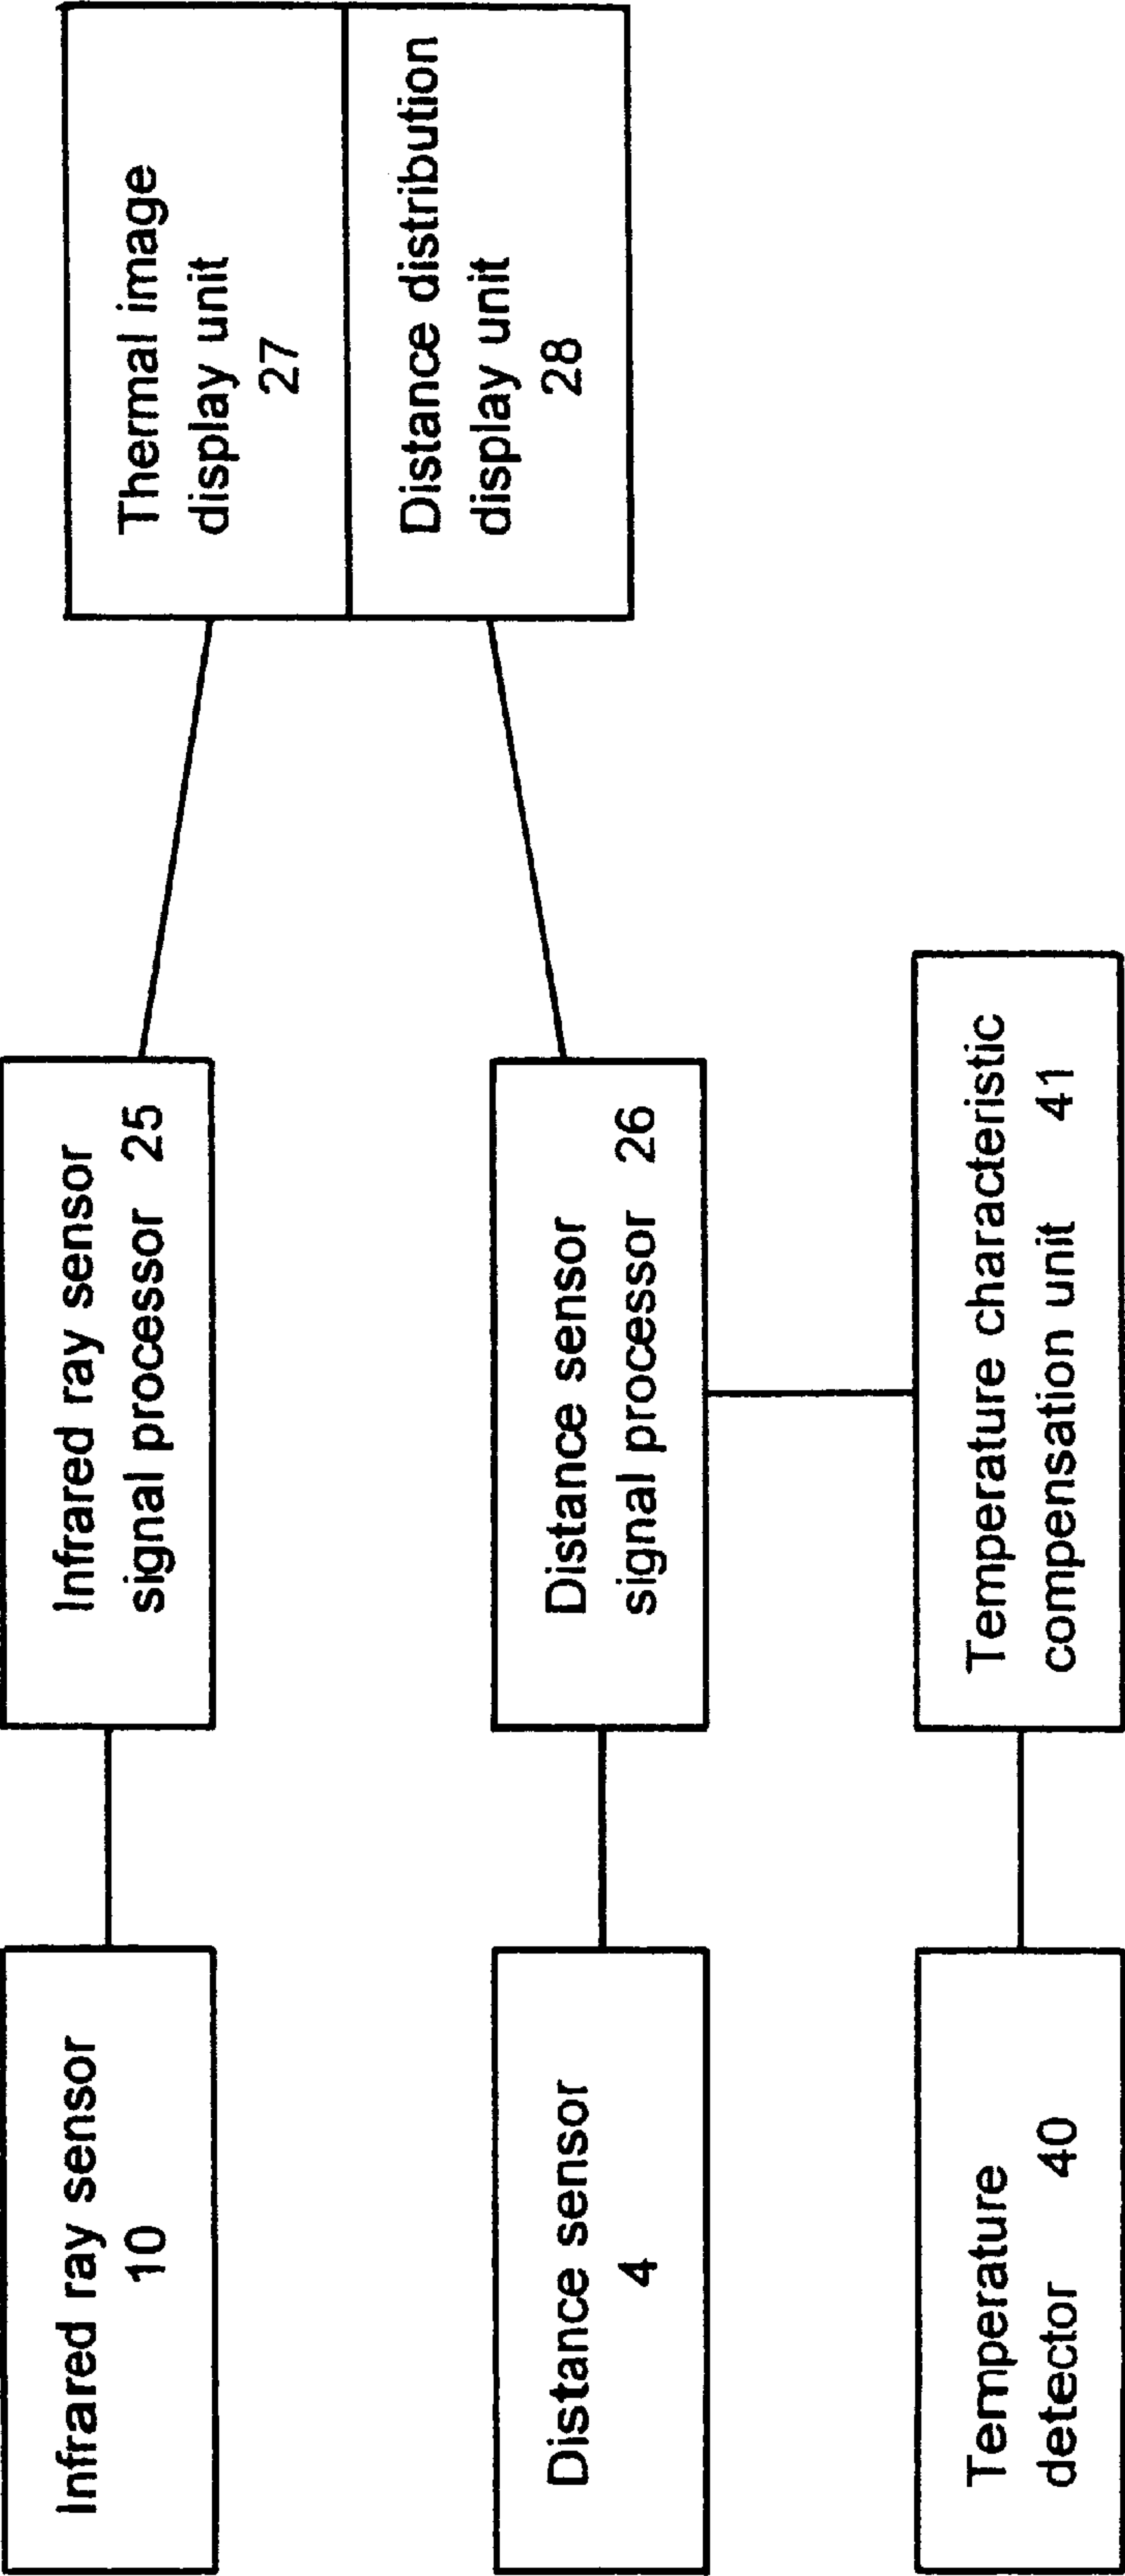 Infrared ray sensor
10
Infrared ray sensor
signal processor 25
Thermal image
display unit
27
Distance distribution
display unit
28
Distance sensor
4
Distance sensor
signal processor 26
Temperature
detector 40
Temperature characteristic
compensation unit 41